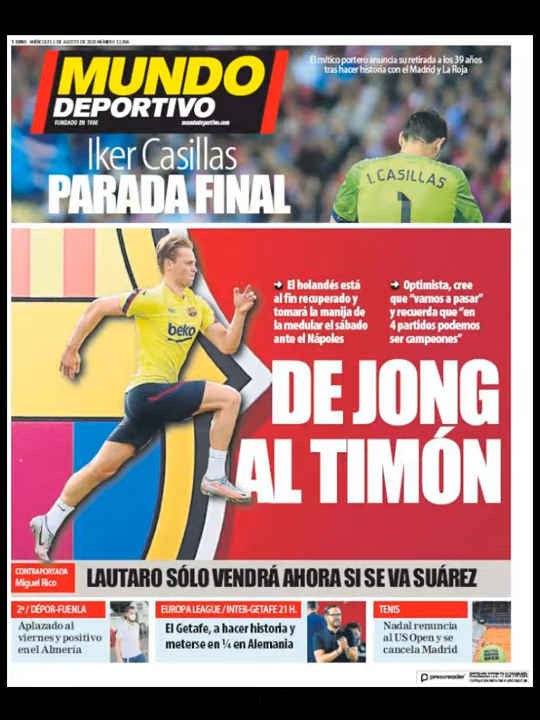 1 EURO · MIÉRCOLES 5 DE AGOSTO DE 2020 NÚMERO
MUNDO
DEPORTIVO
FUNDADO EN 1906 www.mundodeportivo.com
El mítico portero anuncia su retirada a los 39 años
tras hacer historia con el Madrid y La Roja
Iker Casillas
PARADA FINAL
I. CASILLAS
1
beko
El holandés está
al fin recuperado y
tomará la manija de
la medular el sábado
ante el Nápoles
Optimista, cree
que “vamos a pasar”
y recuerda que “en
4 partidos podemos
ser campeones”
DE JONG
AL TIMÓN
CONTRAPORTADA
Miguel Rico
LAUTARO SÓLO VENDRÁ AHORA SI SE VA SUÁREZ
2ª / DÉPOR-FUENLA
Aplazado al
viernes y positivo
en el Almería
EUROPA LEAGUE / INTER-GETAFE 21 H.
El Getafe, a hacer historia y
meterse en ¼ en Alemania
TENIS
Nadal renuncia
al US Open y se
cancela Madrid
OPEN
pressreader